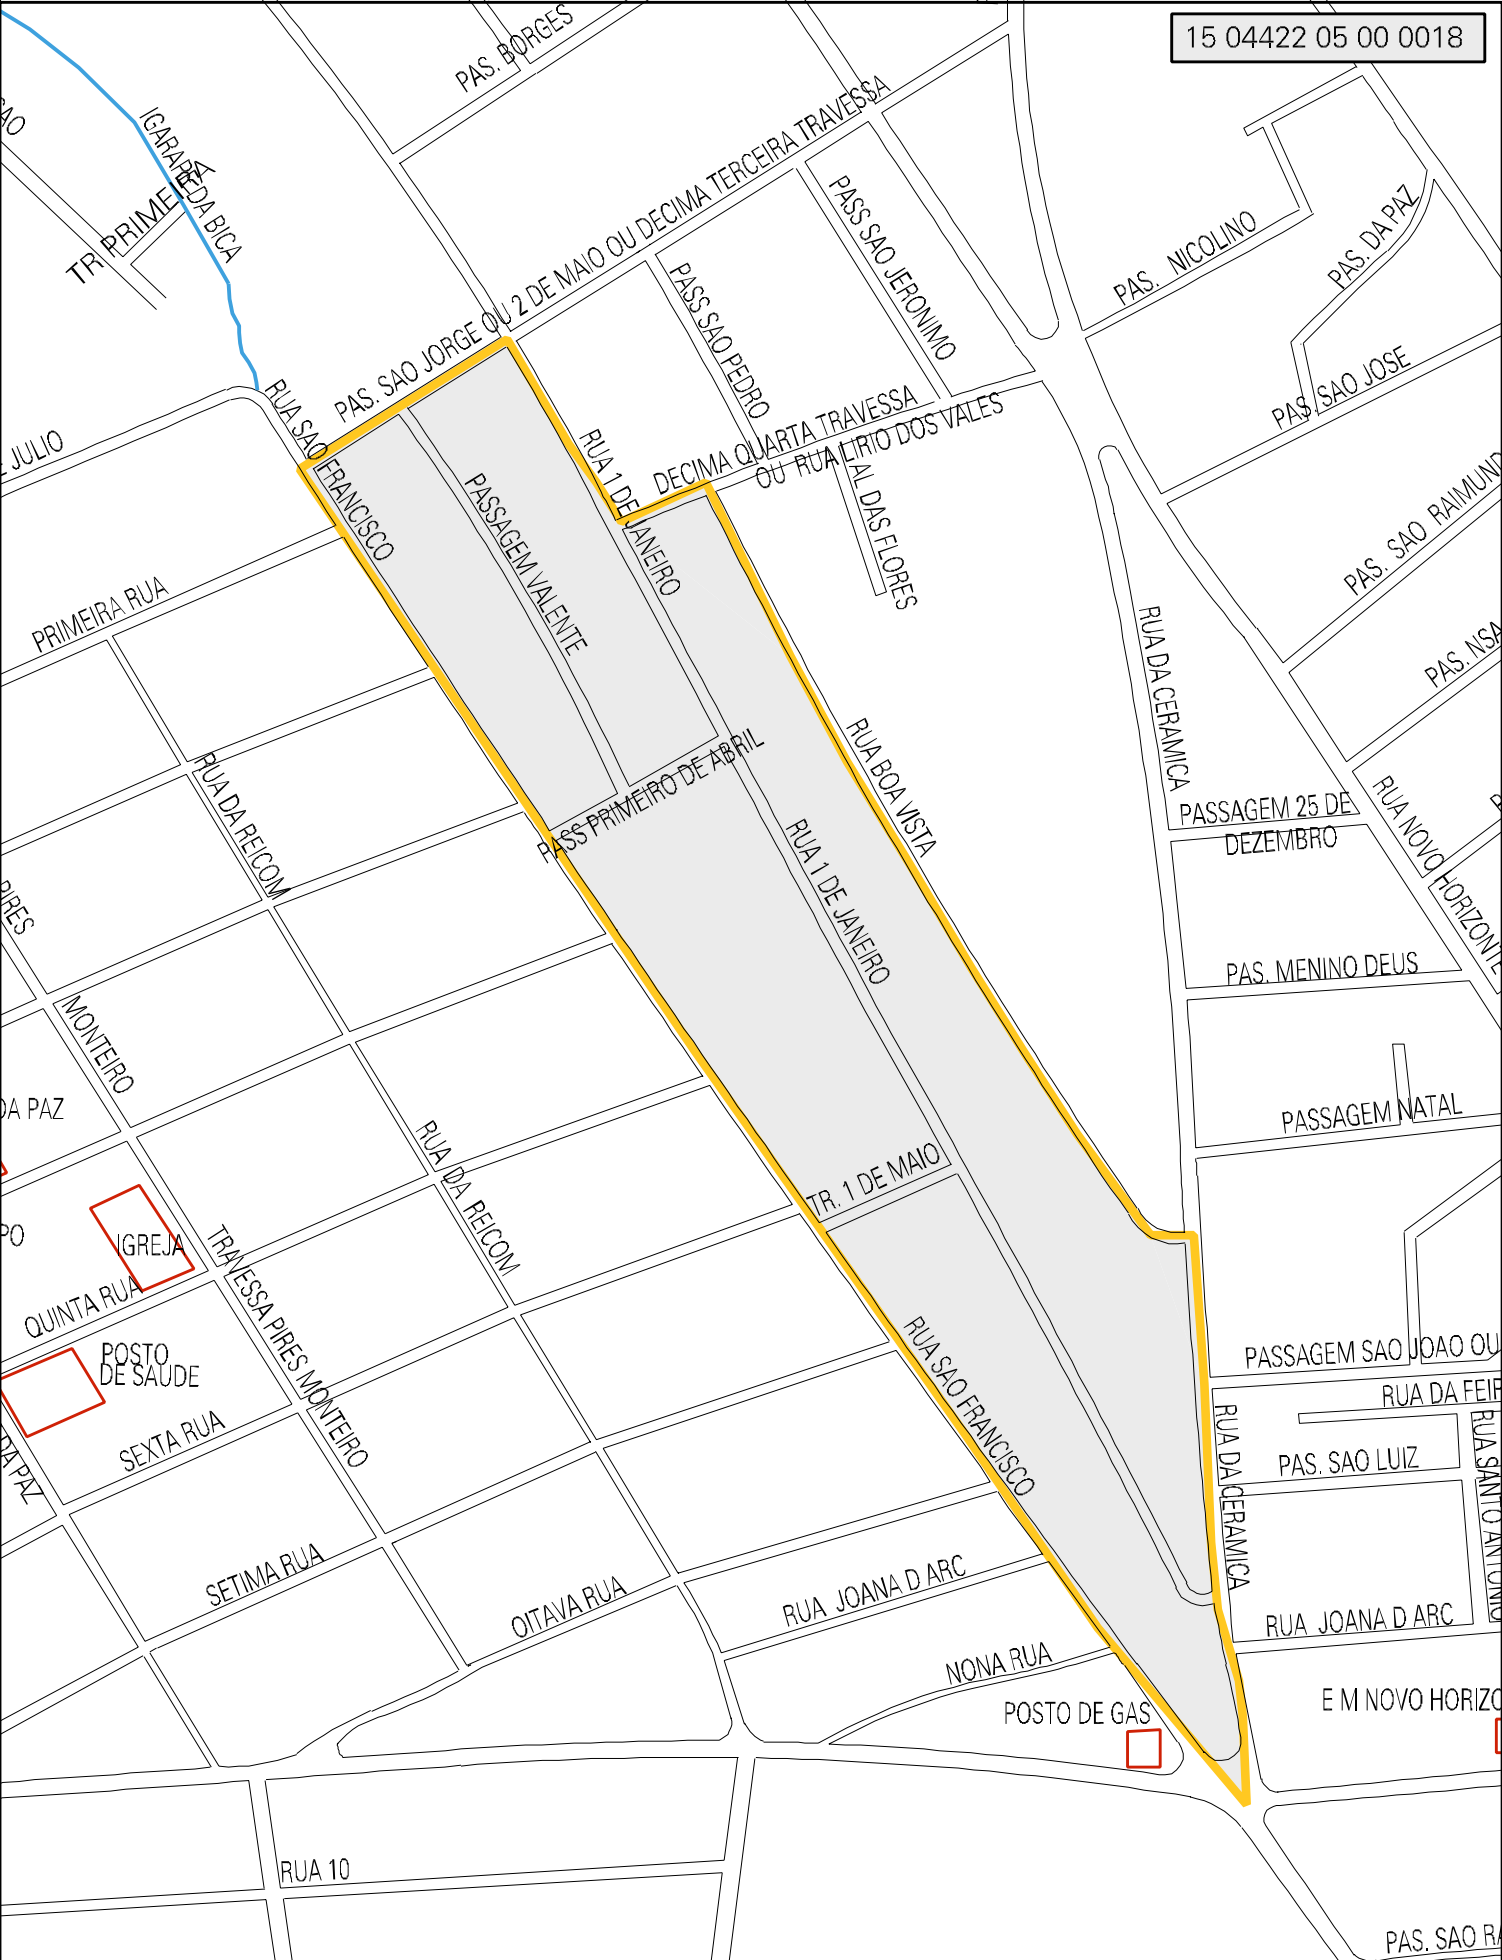 15 04422 05 00 0018
PAS. BORGES
IGARAPE DA BICA
TR PRIMEIRA
PAS. SAO JORGE OU 2 DE MAIO OU DECIMA TERCEIRA TRAVESSA
PASS SAO JERONIMO
PASS SAO PEDRO
PAS. NICOLINO
PAS. DA PAZ
PAS. SAO JOSE
RUA SAO FRANCISCO
JULIO
RUA 1 DE JANEIRO
DECIMA QUARTA TRAVESSA
OU RUA LIRIO DOS VALES
AL DAS FLORES
PASSAGEM VALENTE
PAS. SAO RAIMUND
PAS. NSA
PRIMEIRA RUA
RUA DA CERAMICA
RUA DA REICOM
PASS PRIMEIRO DE ABRIL
RUA BOA VISTA
RUA 1 DE JANEIRO
PASSAGEM 25 DE
DEZEMBRO
RUA NOVO HORIZONTE
PIRES
MONTEIRO
PAS. MENINO DEUS
DA PAZ
PASSAGEM NATAL
RUA DA REICOM
TR. 1 DE MAIO
IGREJA
QUINTA RUA
TRAVESSA PIRES MONTEIRO
POSTO
DE SAUDE
RUA SAO FRANCISCO
PASSAGEM SAO JOAO OU
RUA DA FEIR
RUA DA CERAMICA
PAS. SAO LUIZ
RUA SANTO ANTONIO
DA PAZ
SEXTA RUA
SETIMA RUA
OITAVA RUA
RUA JOANA D ARC
RUA JOANA D ARC
NONA RUA
POSTO DE GAS
E M NOVO HORIZO
RUA 10
PAS. SAO RA